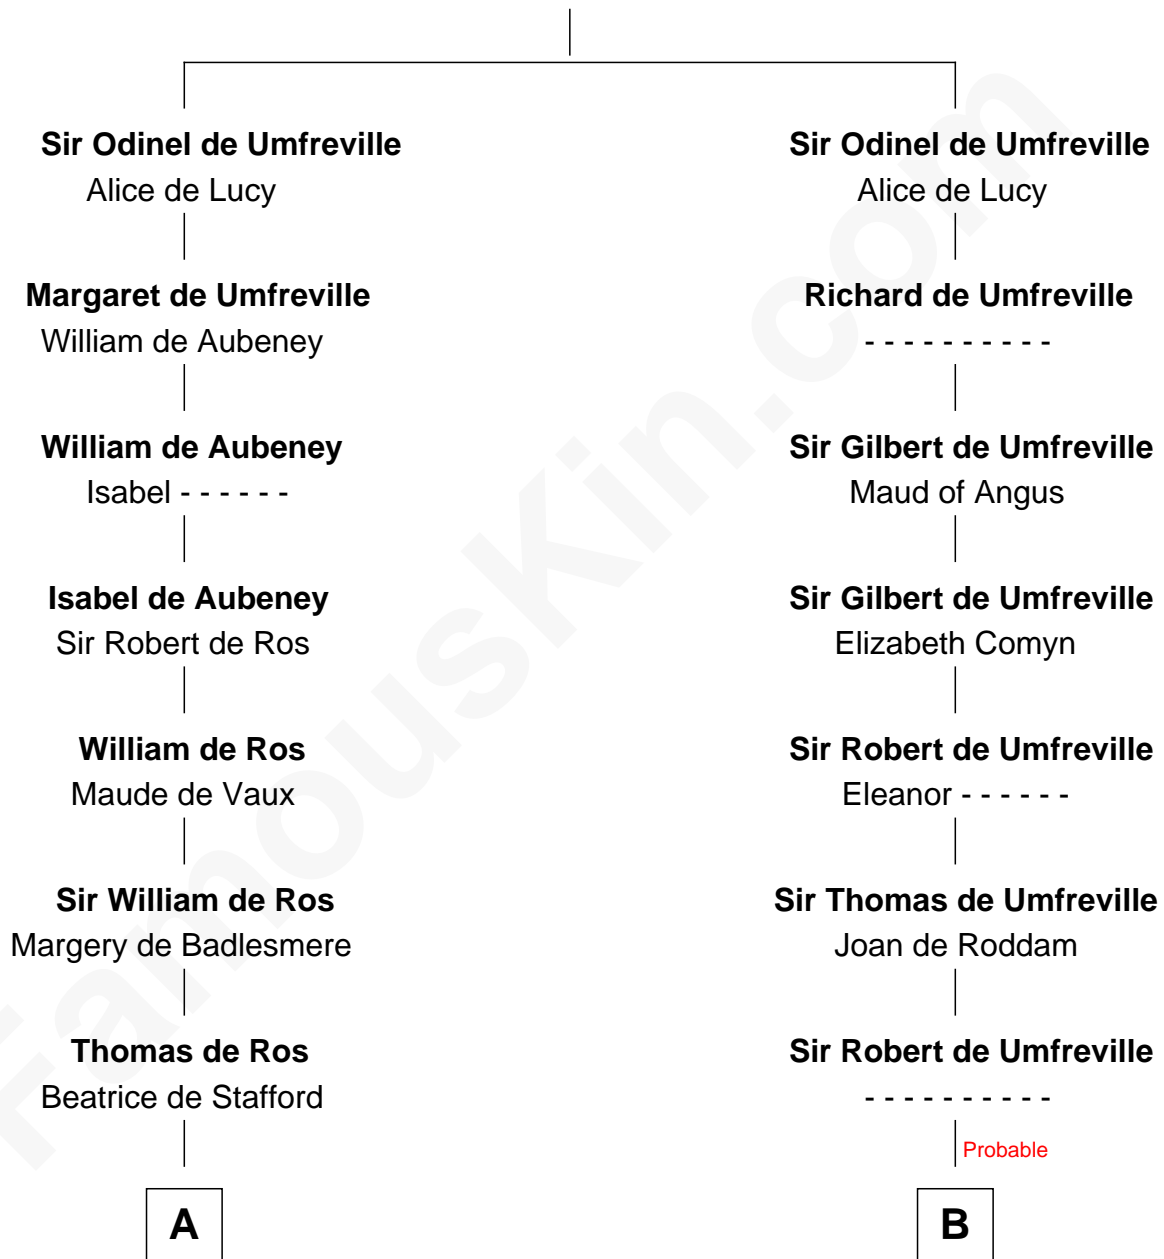 Sir Odinel de Umfreville
Alice de Lucy
Margaret de Umfreville
William de Aubeney
William de Aubeney
Isabel - - - - - -
Isabel de Aubeney
Sir Robert de Ros
William de Ros
Maude de Vaux
Sir William de Ros
Margery de Badlesmere
Thomas de Ros
Beatrice de Stafford
A
Sir Odinel de Umfreville
Alice de Lucy
Richard de Umfreville
- - - - - - - - - -
Sir Gilbert de Umfreville
Maud of Angus
Sir Gilbert de Umfreville
Elizabeth Comyn
Sir Robert de Umfreville
Eleanor - - - - - -
Sir Thomas de Umfreville
Joan de Roddam
Sir Robert de Umfreville
- - - - - - - - - -
Probable
B
FamousKin.com